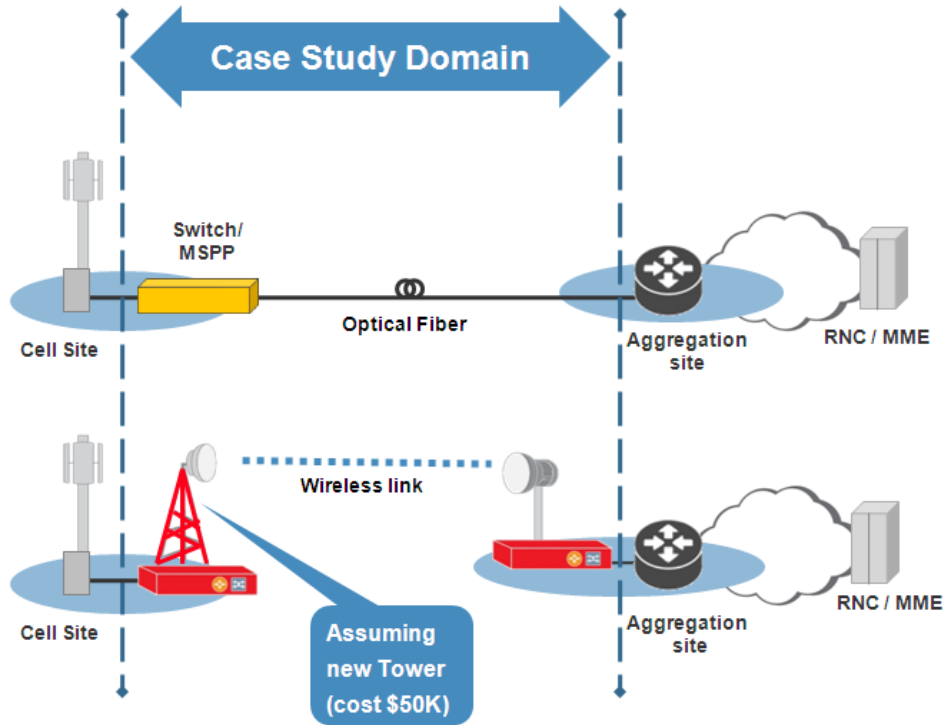 Case Study Domain
Switch/
MSPP
Optical Fiber
Cell Site
Aggregation
site
RNC / MME
Wireless link
Cell Site
Assuming
new Tower
(cost $50K)
Aggregation
site
RNC / MME